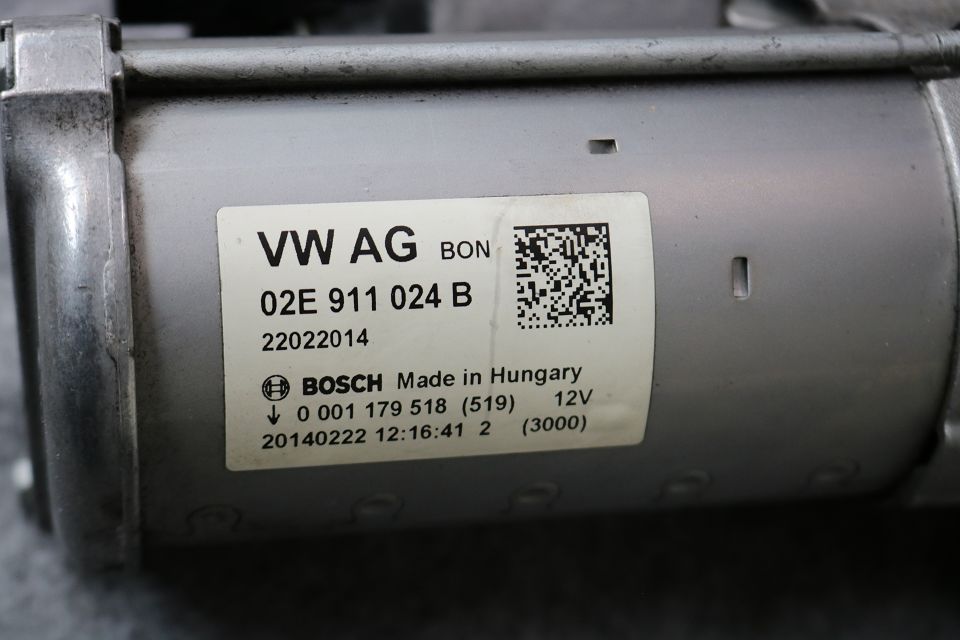 VW AG BON
02E 911 024 B
22022014
BOSCH Made in Hungary
↓ 0 001 179 518 (519) 12V
20140222 12:16:41 2 (3000)